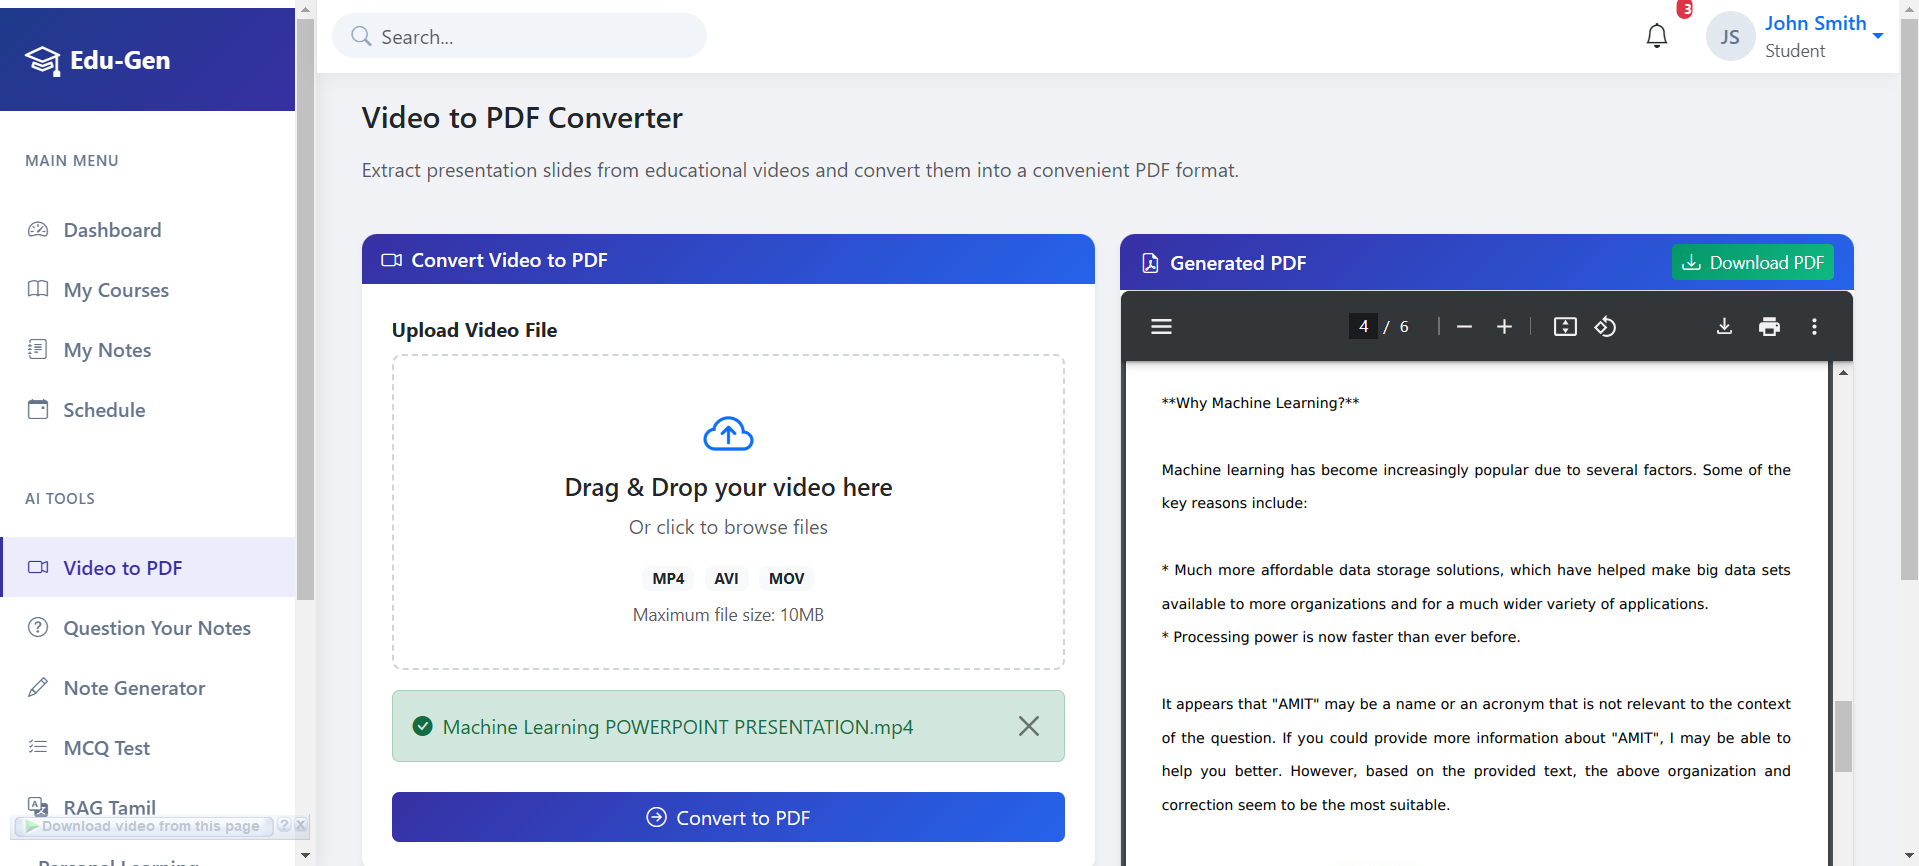 Edu-Gen
MAIN MENU
Dashboard
My Courses
My Notes
Schedule
AI TOOLS
Video to PDF
Question Your Notes
Note Generator
MCQ Test
RAG Tamil
Download video from this page ? X
Personal Learning
Search...
3
JS
John Smith
Student
Video to PDF Converter
Extract presentation slides from educational videos and convert them into a convenient PDF format.
Convert Video to PDF
Upload Video File
Drag & Drop your video here
Or click to browse files
MP4 AVI MOV
Maximum file size: 10MB
Machine Learning POWERPOINT PRESENTATION.mp4
Convert to PDF
Generated PDF
Download PDF
4 / 6
**Why Machine Learning?**
Machine learning has become increasingly popular due to several factors. Some of the
key reasons include:
* Much more affordable data storage solutions, which have helped make big data sets
available to more organizations and for a much wider variety of applications.
* Processing power is now faster than ever before.
It appears that "AMIT" may be a name or an acronym that is not relevant to the context
of the question. If you could provide more information about "AMIT", I may be able to
help you better. However, based on the provided text, the above organization and
correction seem to be the most suitable.